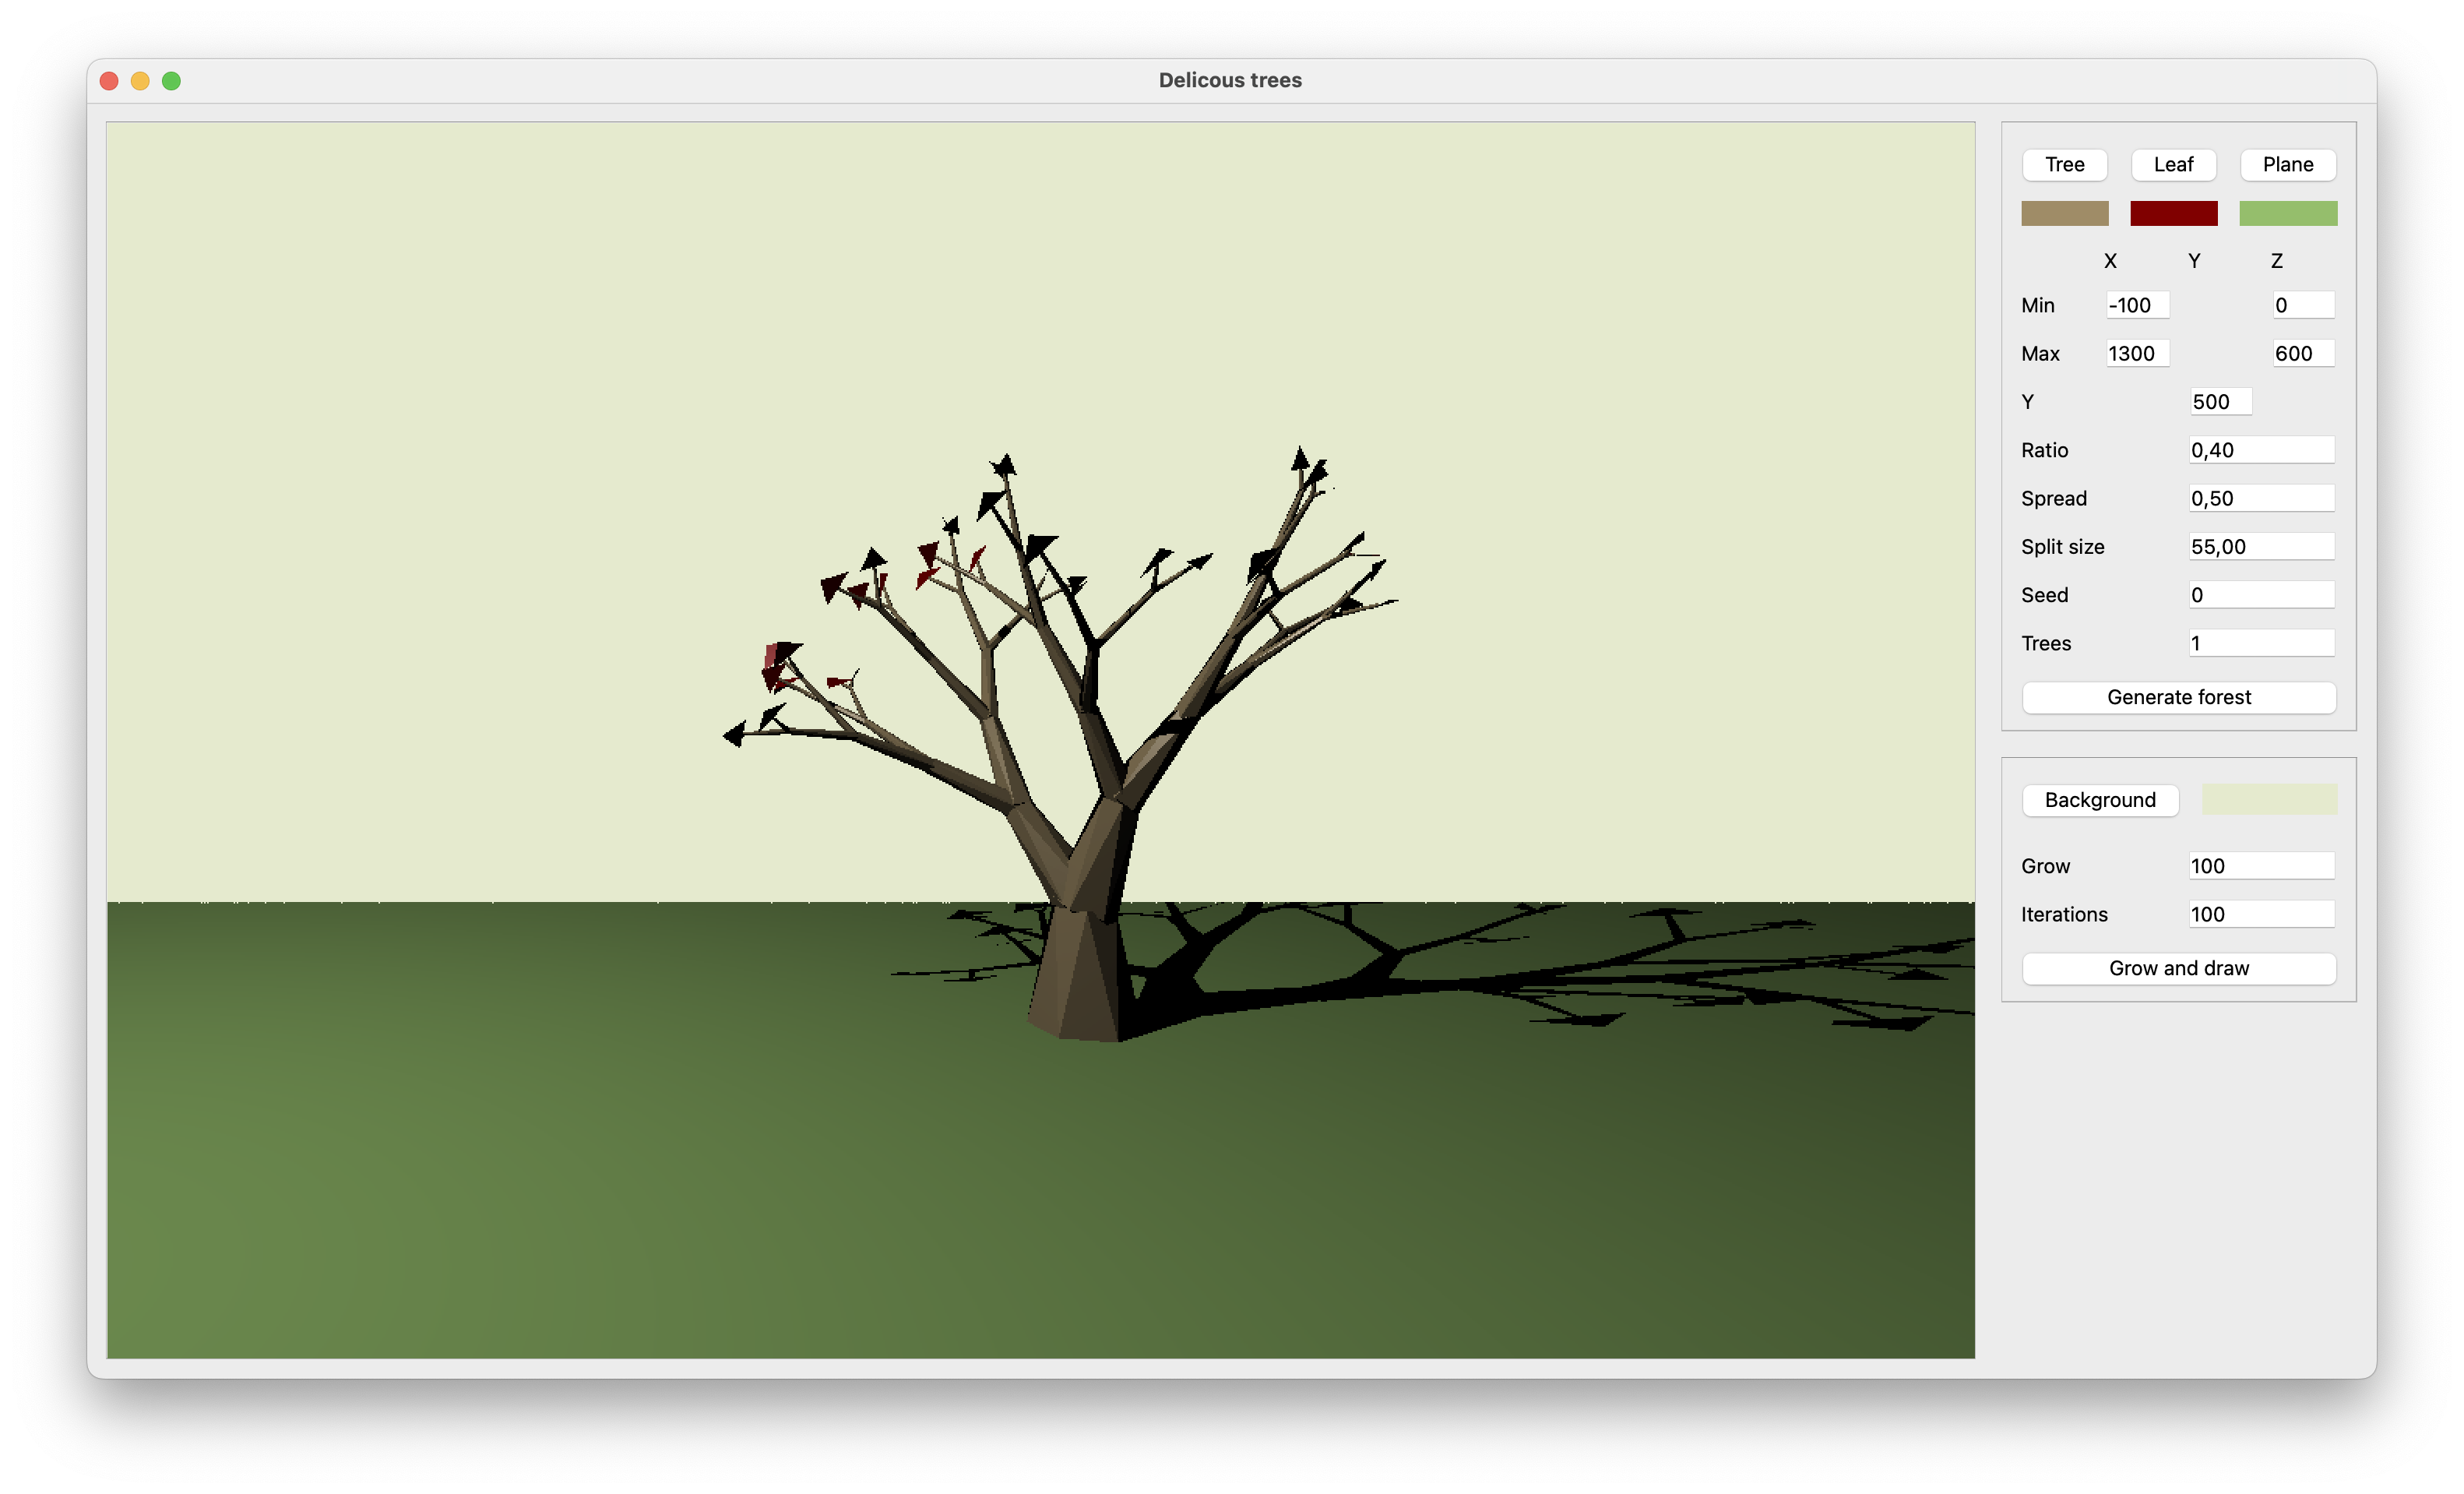 Delicous trees
Tree Leaf Plane
X Y Z
Min -100 0
Max 1300 600
Y 500
Ratio 0,40
Spread 0,50
Split size 55,00
Seed 0
Trees 1
Generate forest
Background
Grow 100
Iterations 100
Grow and draw